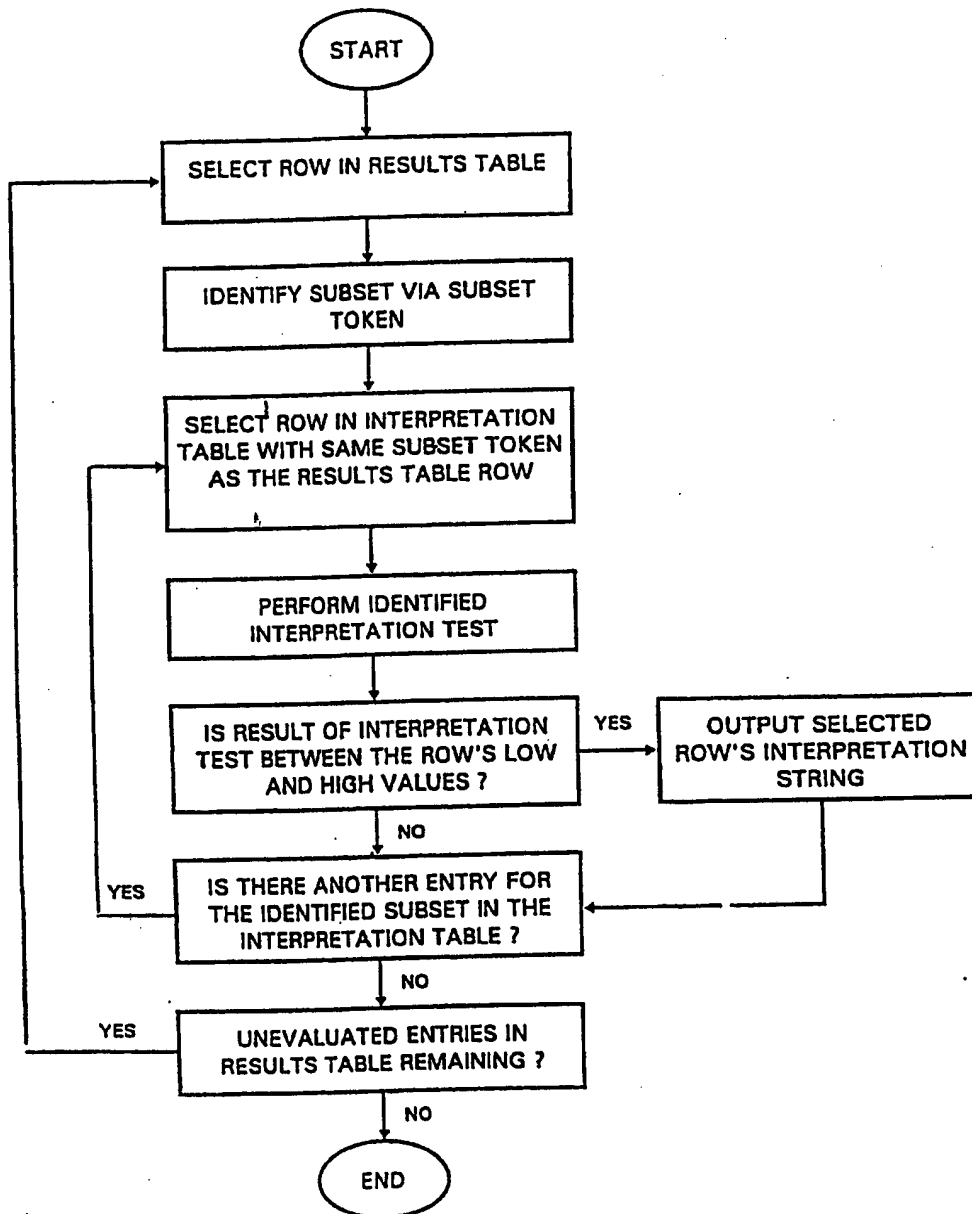 START
SELECT ROW IN RESULTS TABLE
IDENTIFY SUBSET VIA SUBSET
TOKEN
SELECT ROW IN INTERPRETATION
TABLE WITH SAME SUBSET TOKEN
AS THE RESULTS TABLE ROW
PERFORM IDENTIFIED
INTERPRETATION TEST
IS RESULT OF INTERPRETATION
TEST BETWEEN THE ROW'S LOW
AND HIGH VALUES ?
YES
OUTPUT SELECTED
ROW'S INTERPRETATION
STRING
NO
YES
IS THERE ANOTHER ENTRY FOR
THE IDENTIFIED SUBSET IN THE
INTERPRETATION TABLE ?
NO
YES
UNEVALUATED ENTRIES IN
RESULTS TABLE REMAINING ?
NO
END